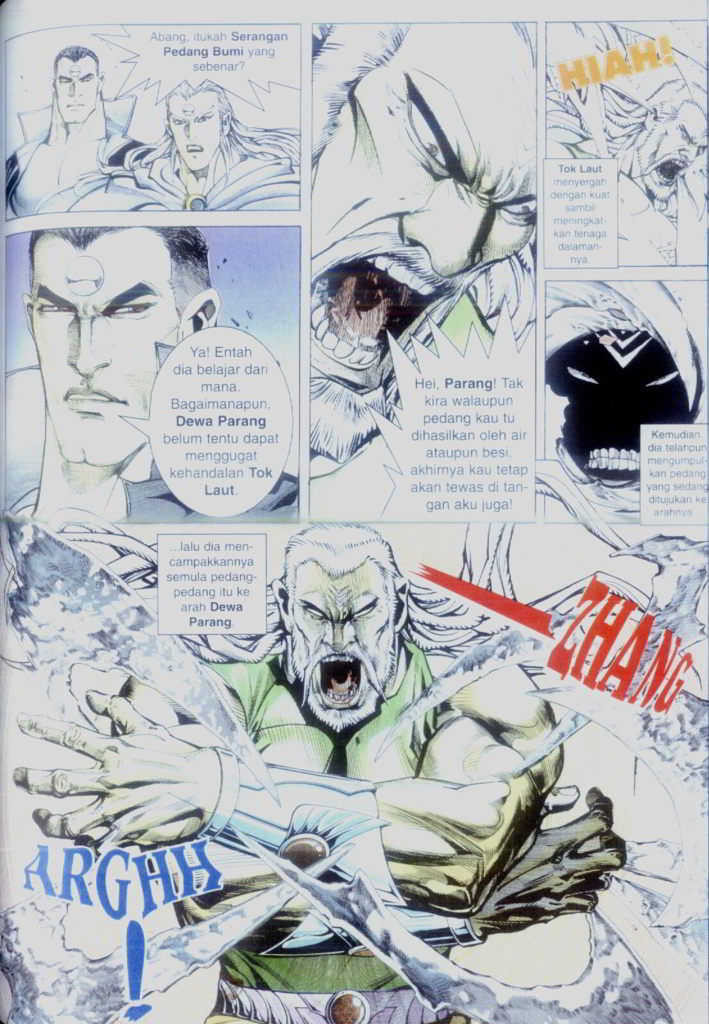 Abang, itukah Serangan
Pedang Bumi yang
sebenar?
Ya! Entah
dia belajar dari
mana.
Bagaimanapun,
Dewa Parang
belum tentu dapat
menggugat
kehandalan Tok
Laut.
Hei, Parang! Tak
kira walaupun
pedang kau tu
dihasilkan oleh air
ataupun besi.
akhirnya kau tetap
akan tewas di tan-
gan aku juga!
HIAH!
Tok Laut
menyergah
dengan kuat
sambil
meningkat-
kan tenaga
dalaman-
nya.
Kemudian,
dia telahpun
mengumpul-
kan pedang
yang sedang
ditujukan ke
arahnya...
...lalu dia men-
campakkannya
semula pedang-
pedang itu ke
arah Dewa
Parang.
ZHANG
ARGHH!